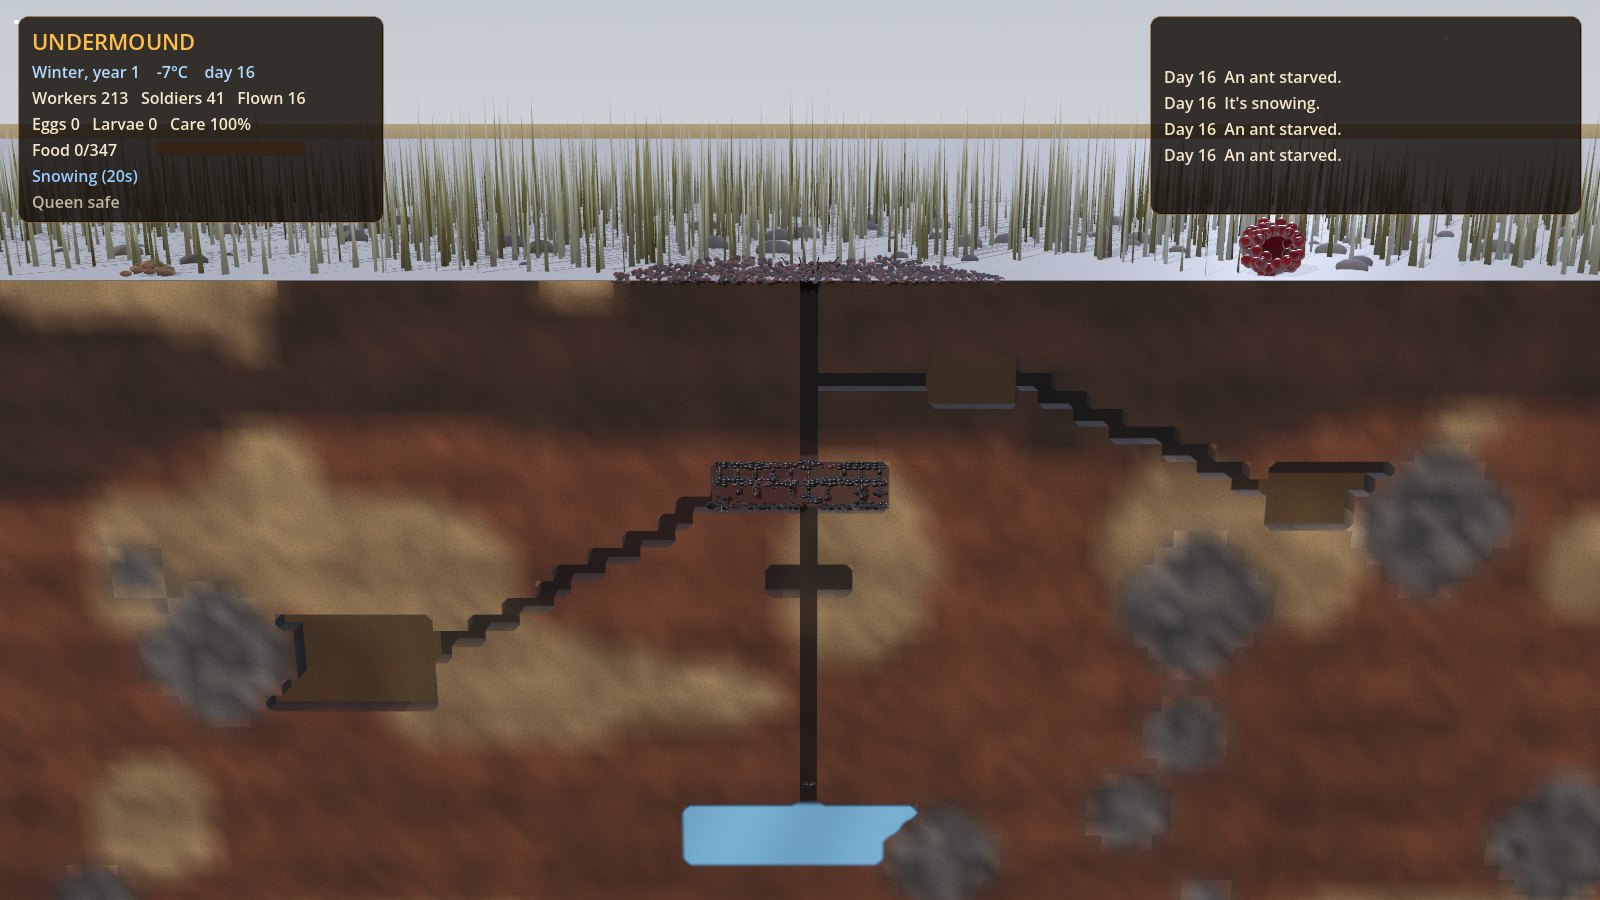 UNDERMOUND
Winter, year 1 -7°C day 16
Workers 213 Soldiers 41 Flown 16
Eggs 0 Larvae 0 Care 100%
Food 0/347
Snowing (20s)
Queen safe
Day 16 An ant starved.
Day 16 It's snowing.
Day 16 An ant starved.
Day 16 An ant starved.